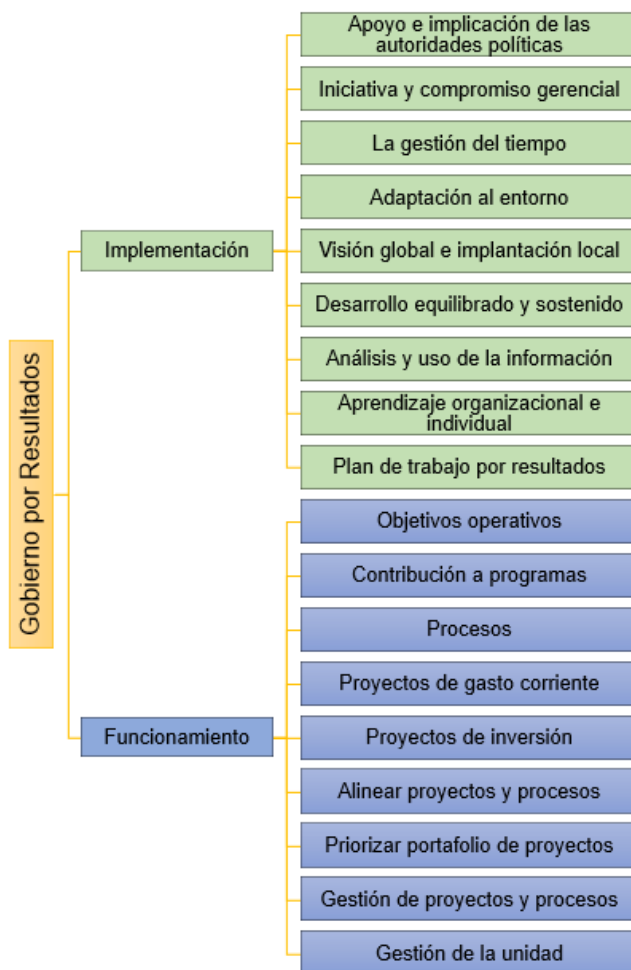 Gobierno por Resultados
Implementación
Apoyo e implicación de las
autoridades políticas
Iniciativa y compromiso gerencial
La gestión del tiempo
Adaptación al entorno
Visión global e implantación local
Desarrollo equilibrado y sostenido
Análisis y uso de la información
Aprendizaje organizacional e
individual
Plan de trabajo por resultados
Funcionamiento
Objetivos operativos
Contribución a programas
Procesos
Proyectos de gasto corriente
Proyectos de inversión
Alinear proyectos y procesos
Priorizar portafolio de proyectos
Gestión de proyectos y procesos
Gestión de la unidad